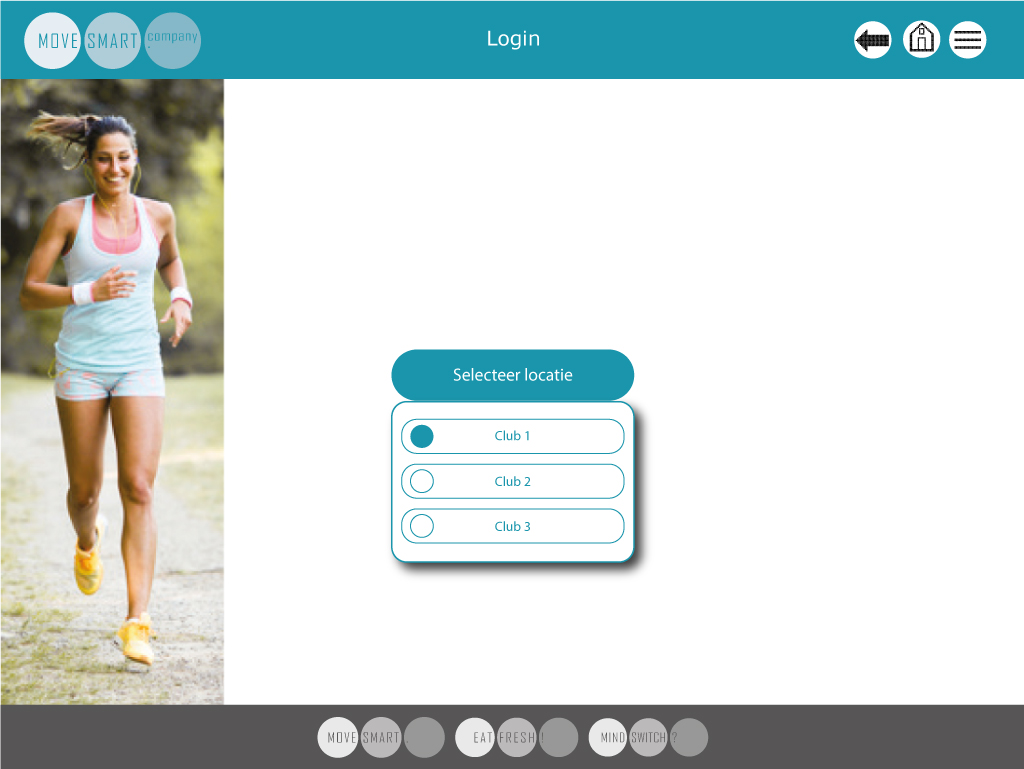 MOVE SMART .company
Login
Selecteer locatie
Club 1
Club 2
Club 3
MOVE SMART .
EAT FRESH !
MIND SWITCH ?